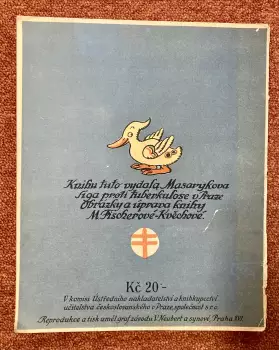 Knihu tuto vydala Masarykova
liga proti tuberkulose v Praze
Obrázky a úprava knihy
M. Fischerové-Kvěchové.
Kč 20-
V komisi Ústředního nakladatelství a knihkupectví
učitelstva československého v Praze, společnost s r.o.
Reprodukce a tisk uměl. graf. závodu V. Neubert a synové, Praha XVI.